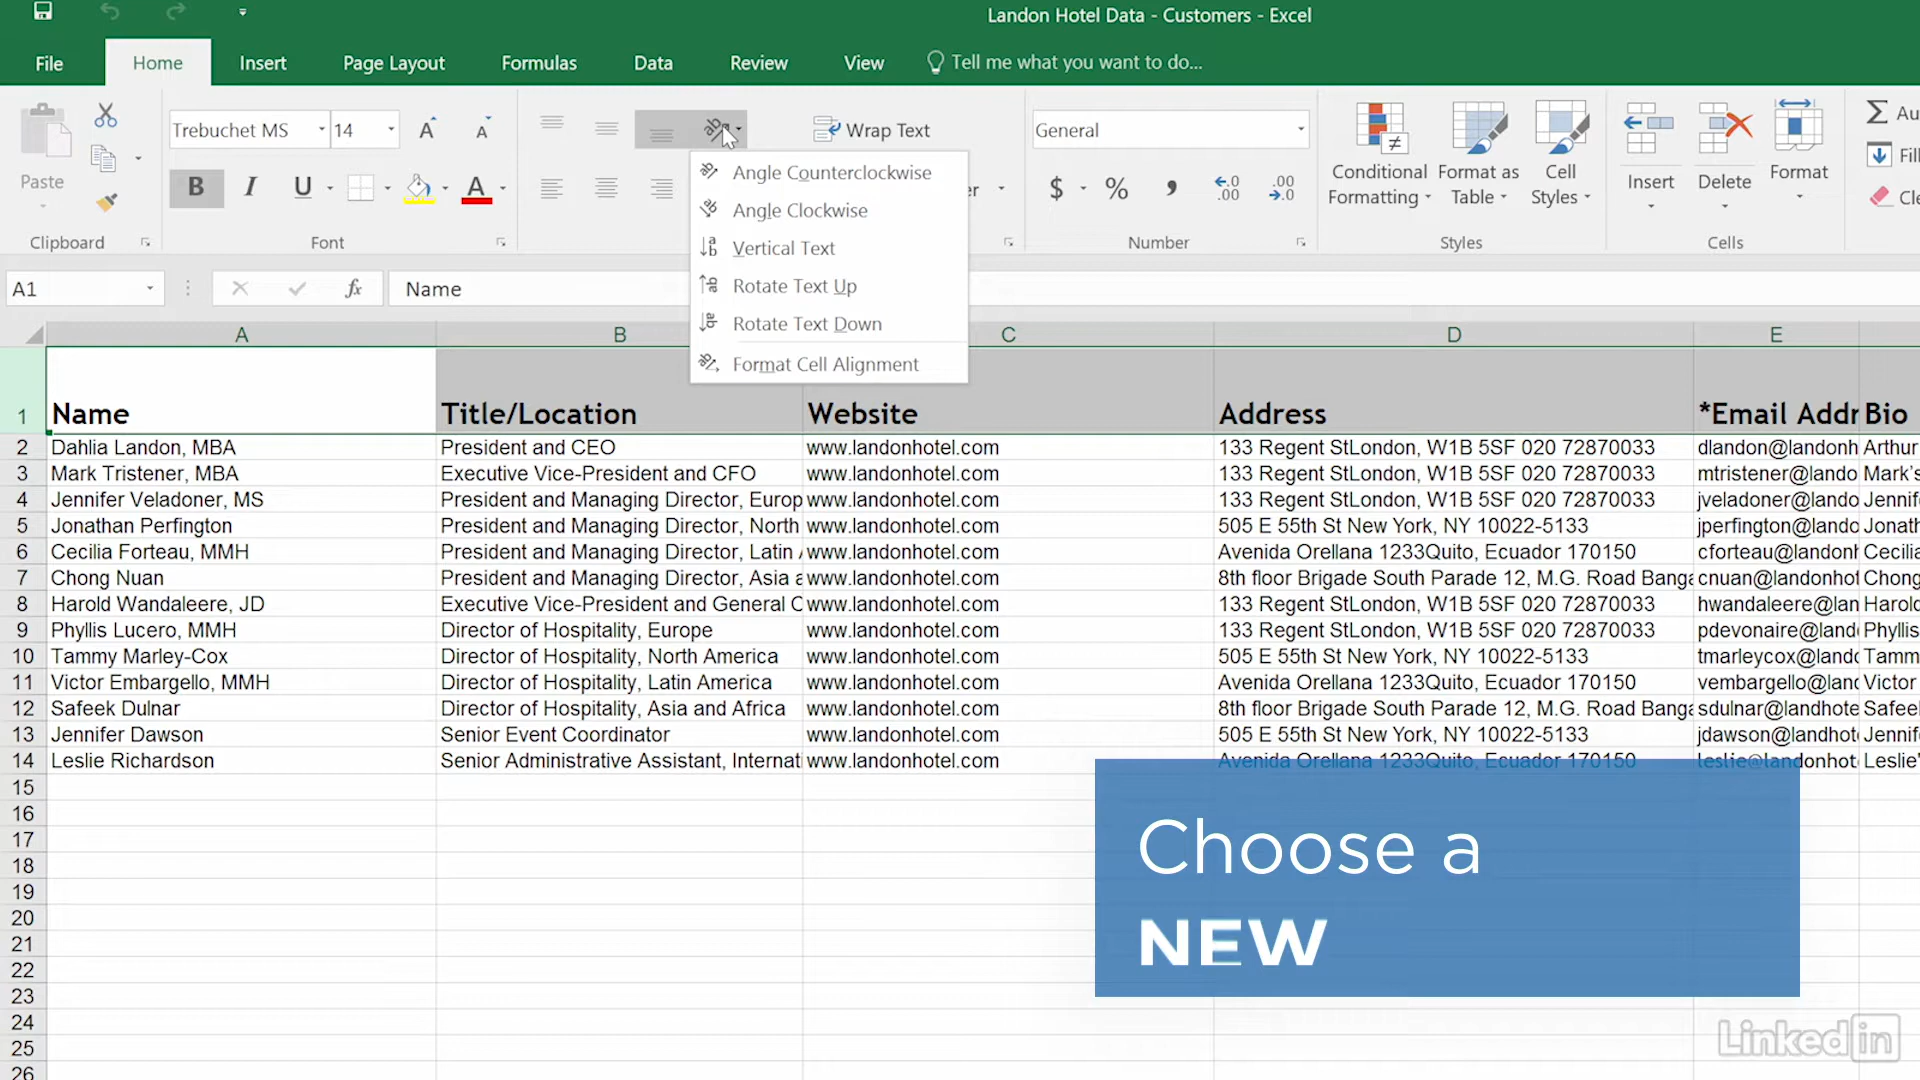 Landon Hotel Data - Customers - Excel
File Home Insert Page Layout Formulas Data Review View Tell me what you want to do...
Paste
Clipboard
Trebuchet MS 14
B I U A
Font
Wrap Text
General
$ % ,
Number
Conditional Formatting
Format as Table
Cell Styles
Styles
Insert Delete Format
Cells
Angle Counterclockwise
Angle Clockwise
Vertical Text
Rotate Text Up
Rotate Text Down
Format Cell Alignment
A1 fx Name
A B C D E
1 Name Title/Location Website Address *Email Addr Bio
2 Dahlia Landon, MBA President and CEO www.landonhotel.com 133 Regent StLondon, W1B 5SF 020 72870033 dlandon@landonh Arthur
3 Mark Tristener, MBA Executive Vice-President and CFO www.landonhotel.com 133 Regent StLondon, W1B 5SF 020 72870033 mtristener@lando Mark's
4 Jennifer Veladoner, MS President and Managing Director, Europ www.landonhotel.com 133 Regent StLondon, W1B 5SF 020 72870033 jveladoner@lando Jennif
5 Jonathan Perfington President and Managing Director, North www.landonhotel.com 505 E 55th St New York, NY 10022-5133 jperfington@lando Jonath
6 Cecilia Forteau, MMH President and Managing Director, Latin www.landonhotel.com Avenida Orellana 1233Quito, Ecuador 170150 cforteau@landonh Cecilia
7 Chong Nuan President and Managing Director, Asia a www.landonhotel.com 8th floor Brigade South Parade 12, M.G. Road Banga cnuan@landonhot Chong
8 Harold Wandaleere, JD Executive Vice-President and General C www.landonhotel.com 133 Regent StLondon, W1B 5SF 020 72870033 hwandaleere@lan Harold
9 Phyllis Lucero, MMH Director of Hospitality, Europe www.landonhotel.com 133 Regent StLondon, W1B 5SF 020 72870033 pdevonaire@land Phyllis
10 Tammy Marley-Cox Director of Hospitality, North America www.landonhotel.com 505 E 55th St New York, NY 10022-5133 tmarleycox@land Tamm
11 Victor Embargello, MMH Director of Hospitality, Latin America www.landonhotel.com Avenida Orellana 1233Quito, Ecuador 170150 vembargello@lan Victor
12 Safeek Dulnar Director of Hospitality, Asia and Africa www.landonhotel.com 8th floor Brigade South Parade 12, M.G. Road Banga sdulnar@landhote Safeel
13 Jennifer Dawson Senior Event Coordinator www.landonhotel.com 505 E 55th St New York, NY 10022-5133 jdawson@landhot Jennif
14 Leslie Richardson Senior Administrative Assistant, Internati www.landonhotel.com Avenida Orellana 1233Quito, Ecuador 170150 leslie@landonhot Leslie'
15
16
17
18
19
20
21
22
23
24
25
26
Choose a
NEW
LinkedIn